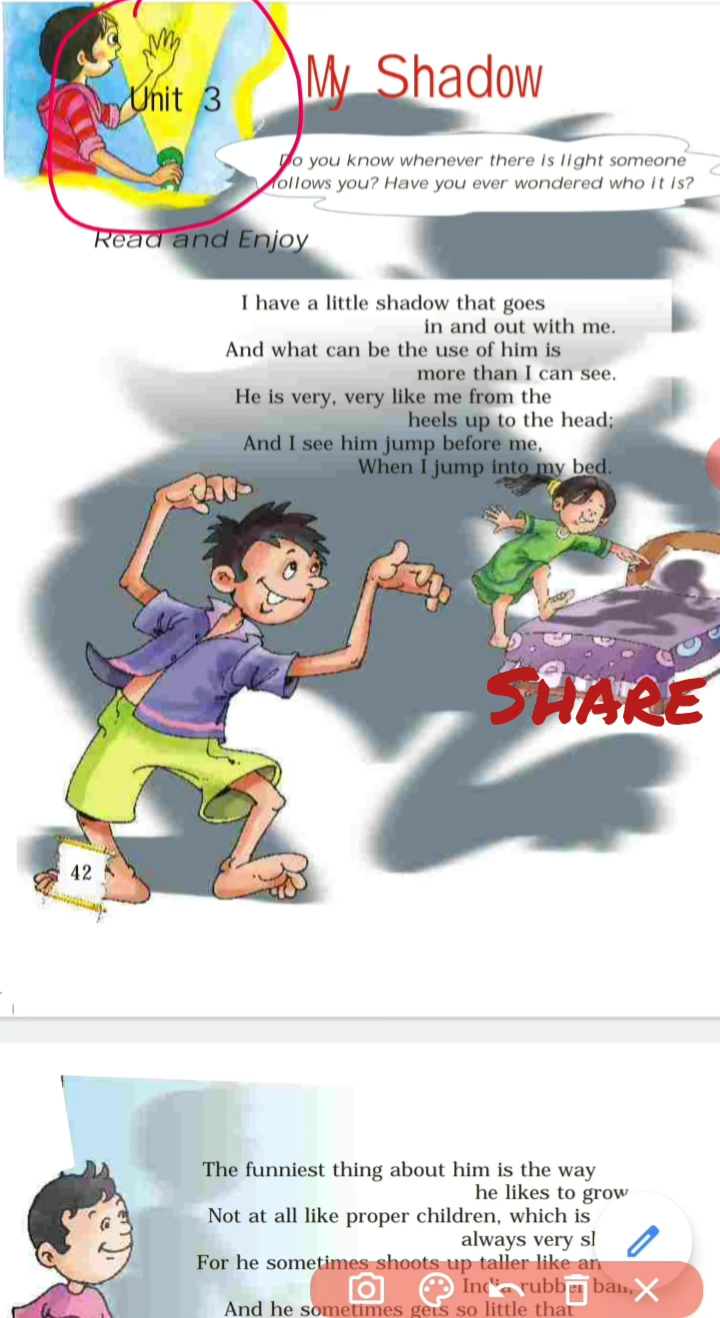 Unit 3
My Shadow
Do you know whenever there is light someone
follows you? Have you ever wondered who it is?
Read and Enjoy
I have a little shadow that goes
in and out with me.
And what can be the use of him is
more than I can see.
He is very, very like me from the
heels up to the head;
And I see him jump before me,
When I jump into my bed.
SHARE
42
The funniest thing about him is the way
he likes to grow
Not at all like proper children, which is
always very
For he sometimes shoots up taller like an
India rubber ball,
And he sometimes gets so little that